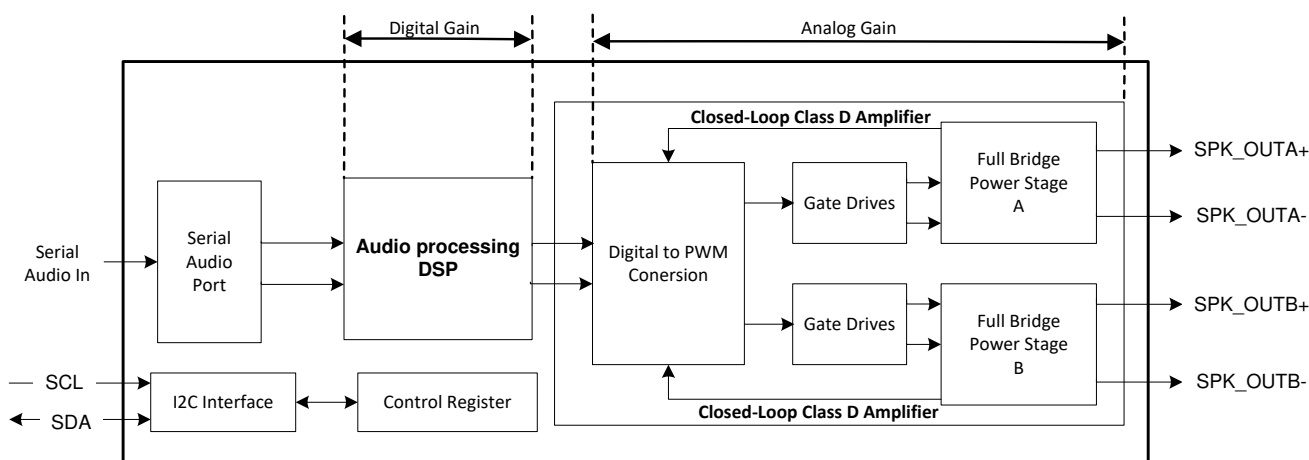 Digital Gain
Analog Gain
Closed-Loop Class D Amplifier
Serial
Audio In
Serial
Audio
Port
Audio processing
DSP
Digital to PWM
Conersion
Gate Drives
Full Bridge
Power Stage
A
SPK_OUTA+
SPK_OUTA-
Gate Drives
Full Bridge
Power Stage
B
SPK_OUTB+
SPK_OUTB-
Closed-Loop Class D Amplifier
SCL
SDA
I2C Interface
Control Register